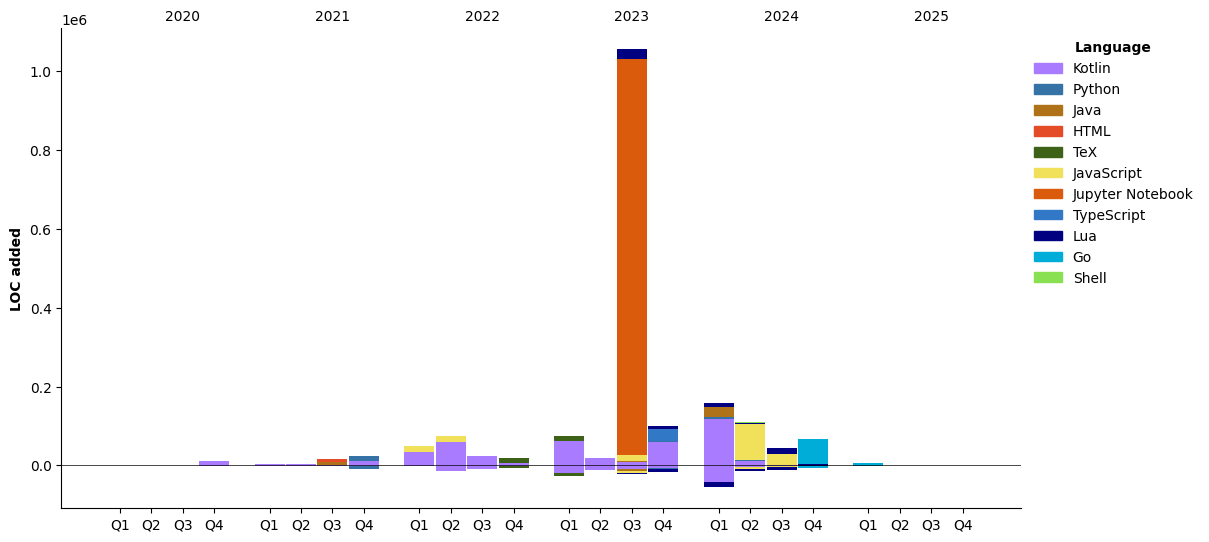 1e6
2020 2021 2022 2023 2024 2025
LOC added
1.0
0.8
0.6
0.4
0.2
0.0
Q1 Q2 Q3 Q4 Q1 Q2 Q3 Q4 Q1 Q2 Q3 Q4 Q1 Q2 Q3 Q4 Q1 Q2 Q3 Q4 Q1 Q2 Q3 Q4
Language
Kotlin
Python
Java
HTML
TeX
JavaScript
Jupyter Notebook
TypeScript
Lua
Go
Shell